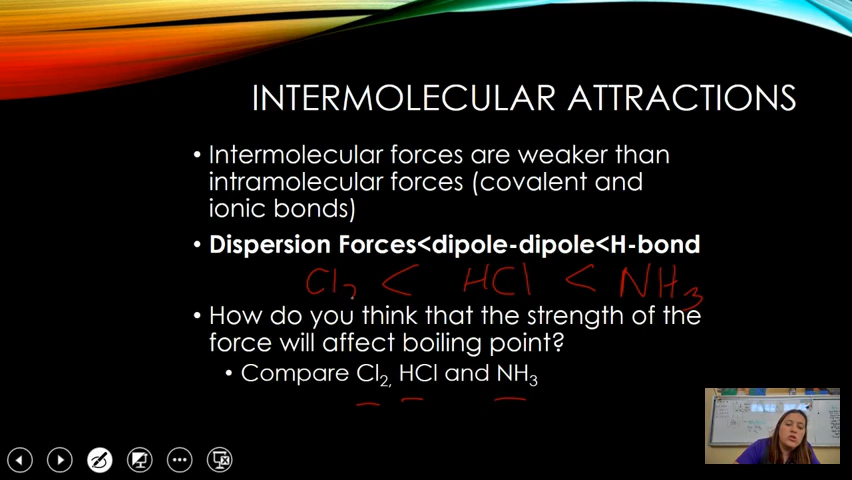 INTERMOLECULAR ATTRACTIONS
• Intermolecular forces are weaker than
intramolecular forces (covalent and
ionic bonds)
• Dispersion Forces<dipole-dipole<H-bond
Cl2 < HCl < NH3
• How do you think that the strength of the
force will affect boiling point?
• Compare Cl2, HCl and NH3